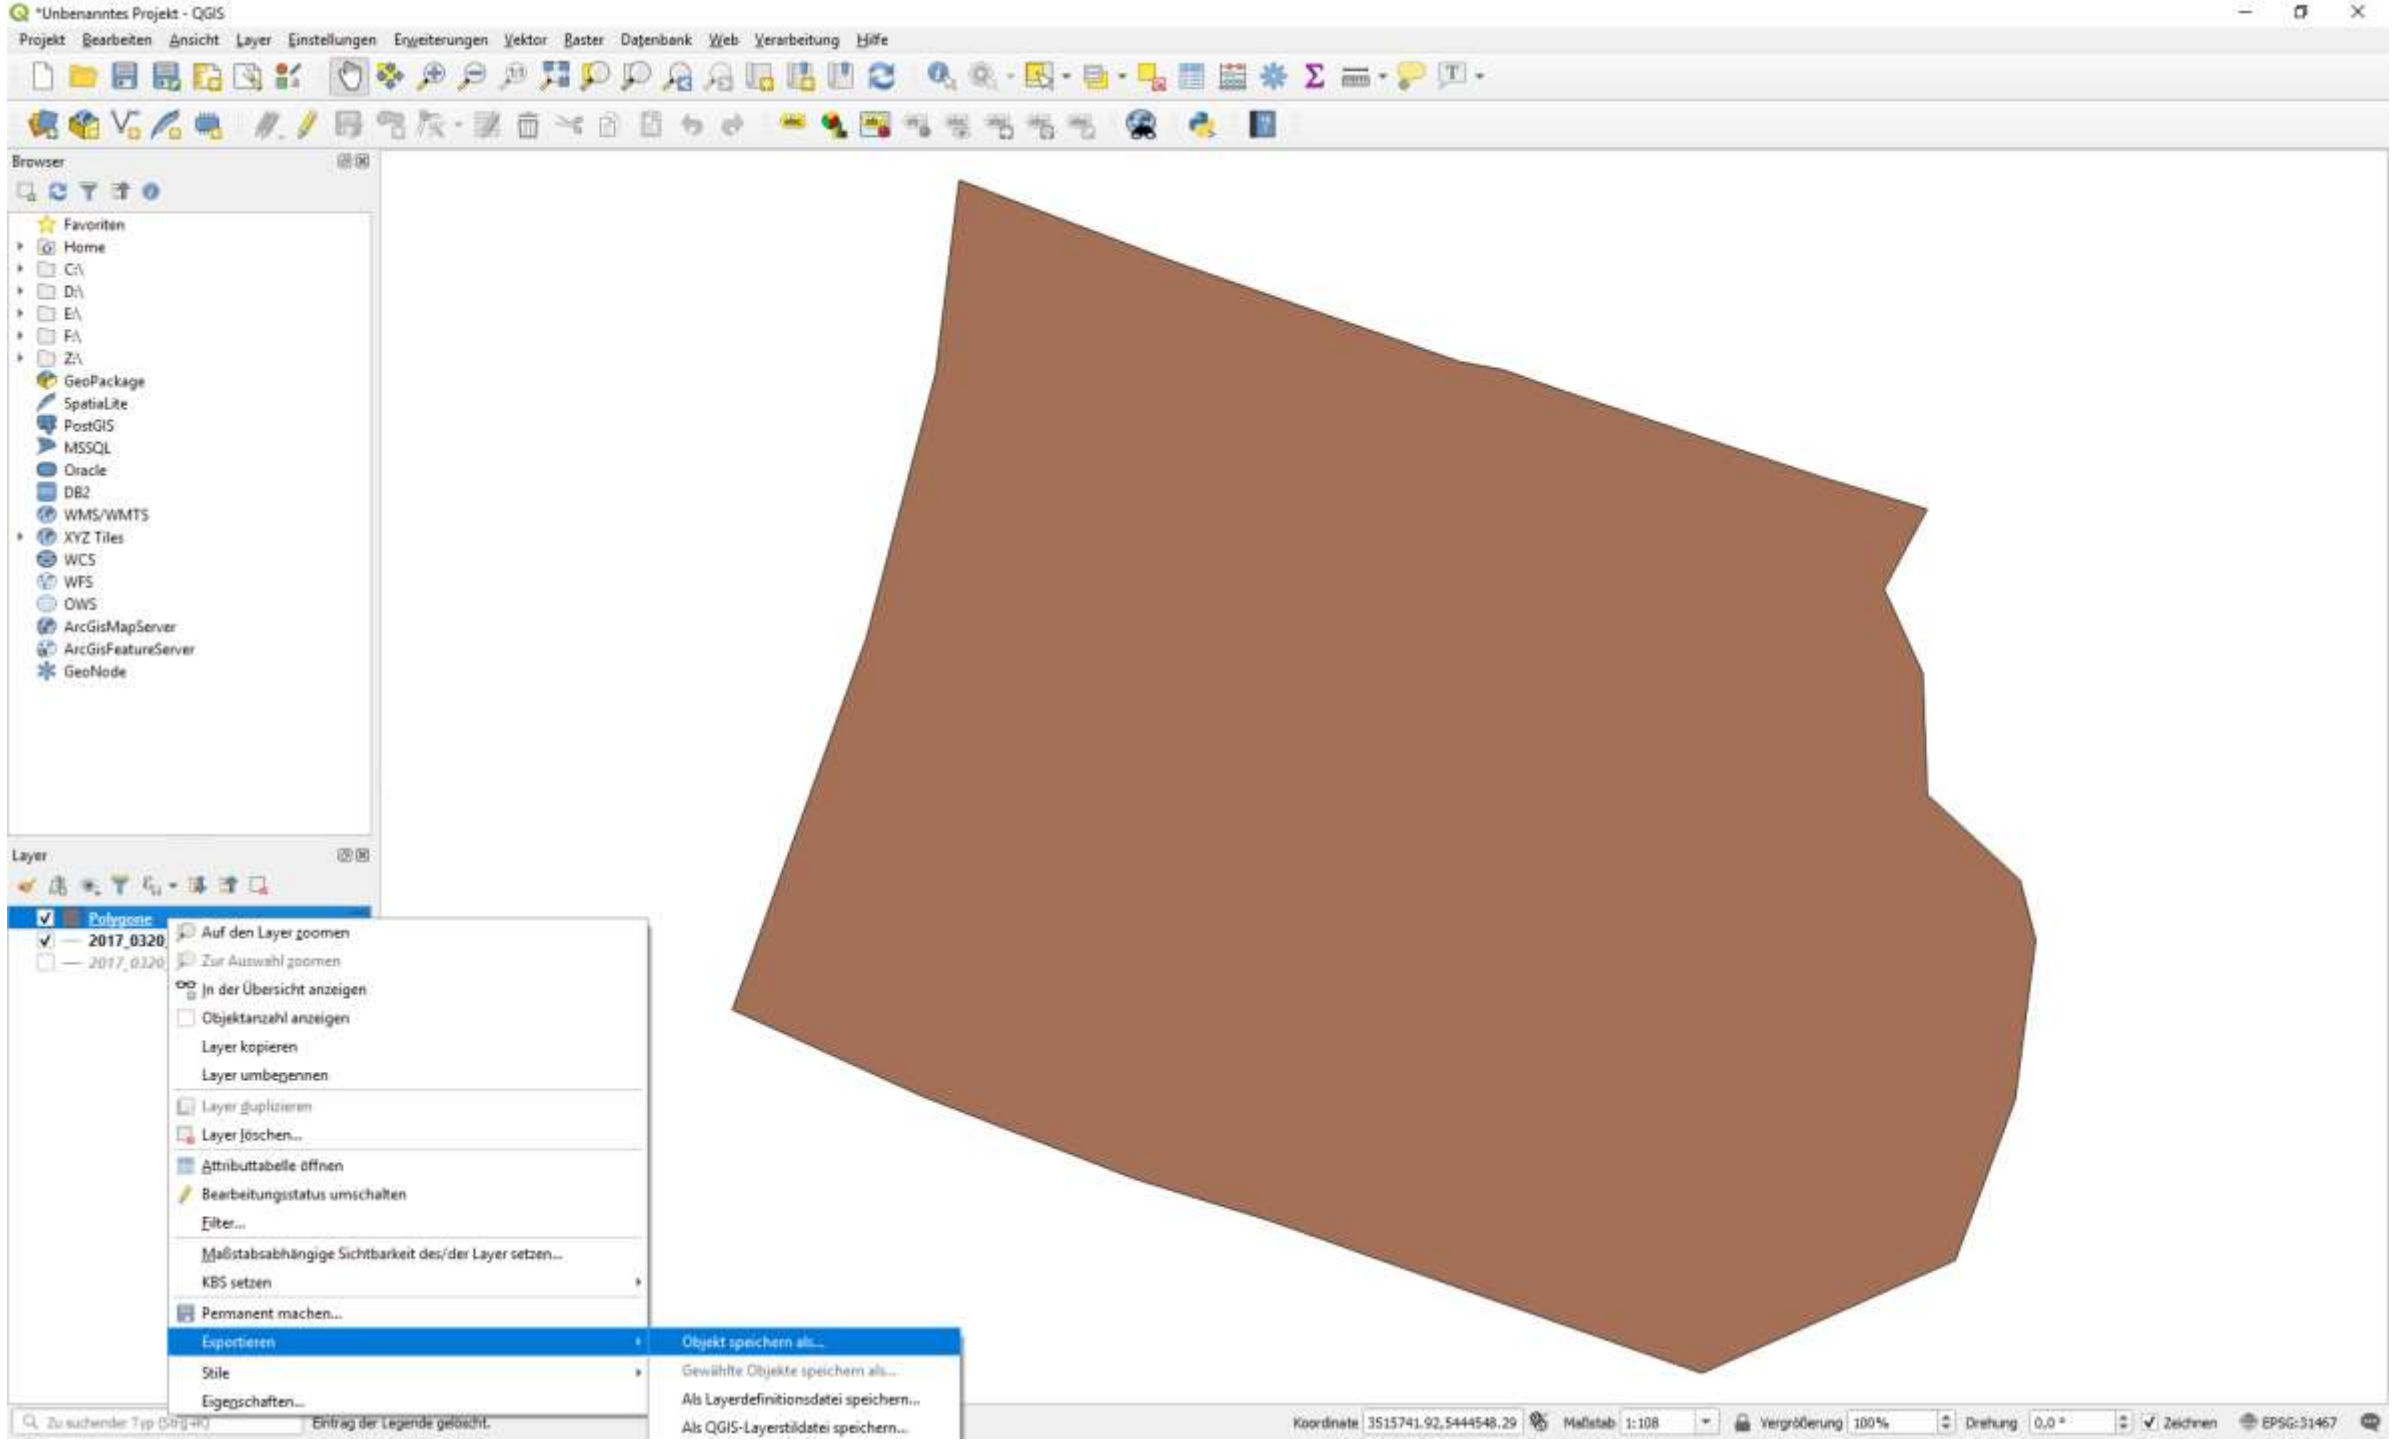 *Unbenanntes Projekt - QGIS
Projekt Bearbeiten Ansicht Layer Einstellungen Erweiterungen Vektor Raster Datenbank Web Verarbeitung Hilfe
Browser
Favoriten
Home
C:\
D:\
E:\
F:\
Z:\
GeoPackage
SpatiaLite
PostGIS
MSSQL
Oracle
DB2
WMS/WMTS
XYZ Tiles
WCS
WFS
OWS
ArcGisMapServer
ArcGisFeatureServer
GeoNode
Layer
Polygone
2017_0320
2017_0320
Auf den Layer zoomen
Zur Auswahl zoomen
In der Übersicht anzeigen
Objektanzahl anzeigen
Layer kopieren
Layer umbenennen
Layer duplizieren
Layer löschen...
Attributtabelle öffnen
Bearbeitungsstatus umschalten
Filter...
Maßstabsabhängige Sichtbarkeit des/der Layer setzen...
KBS setzen
Permanent machen...
Exportieren
Stile
Eigenschaften...
Objekt speichern als...
Gewählte Objekte speichern als...
Als Layerdefinitionsdatei speichern...
Als QGIS-Layerstildatei speichern...
Zu suchender Typ (Strg+K) Eintrag der Legende gelöscht. Koordinate 3515741.92,5444548.29 Maßstab 1:108 Vergrößerung 100% Drehung 0,0 ° Zeichnen EPSG:31467